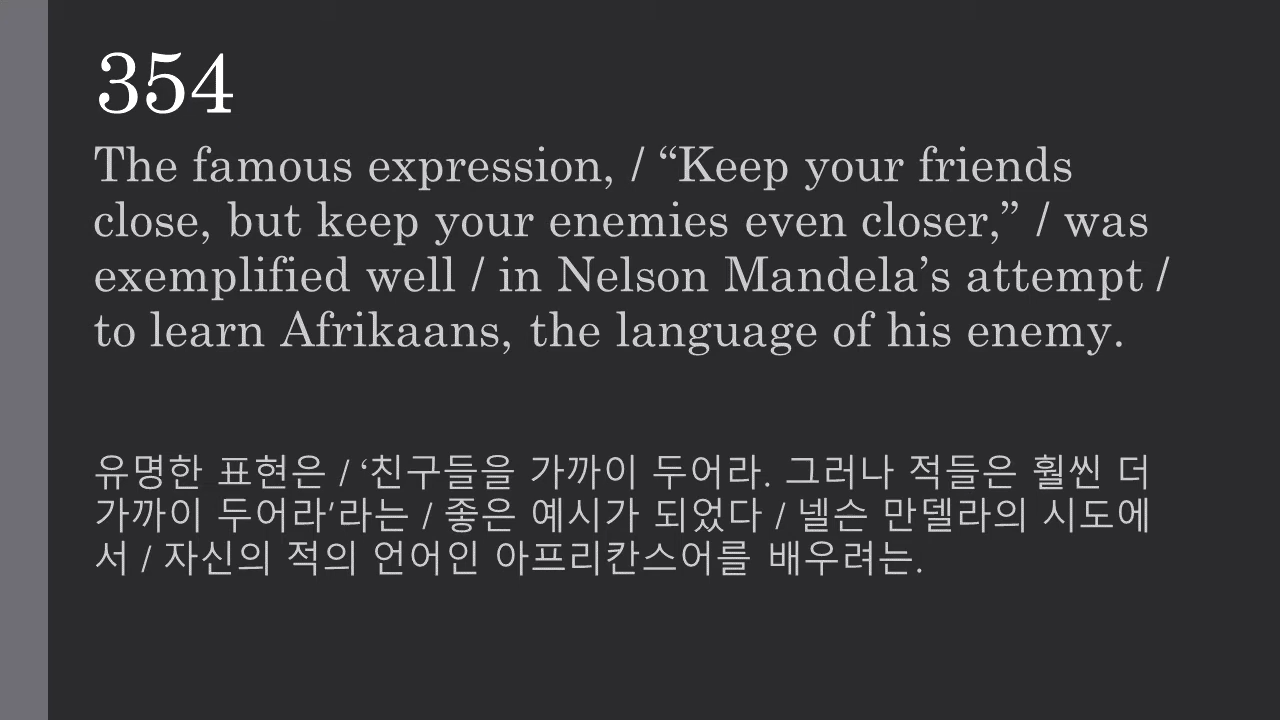 354
The famous expression, / “Keep your friends
close, but keep your enemies even closer,” / was
exemplified well / in Nelson Mandela’s attempt /
to learn Afrikaans, the language of his enemy.
유명한 표현은 / ‘친구들을 가까이 두어라. 그러나 적들은 훨씬 더
가까이 두어라’라는 / 좋은 예시가 되었다 / 넬슨 만델라의 시도에
서 / 자신의 적의 언어인 아프리칸스어를 배우려는.